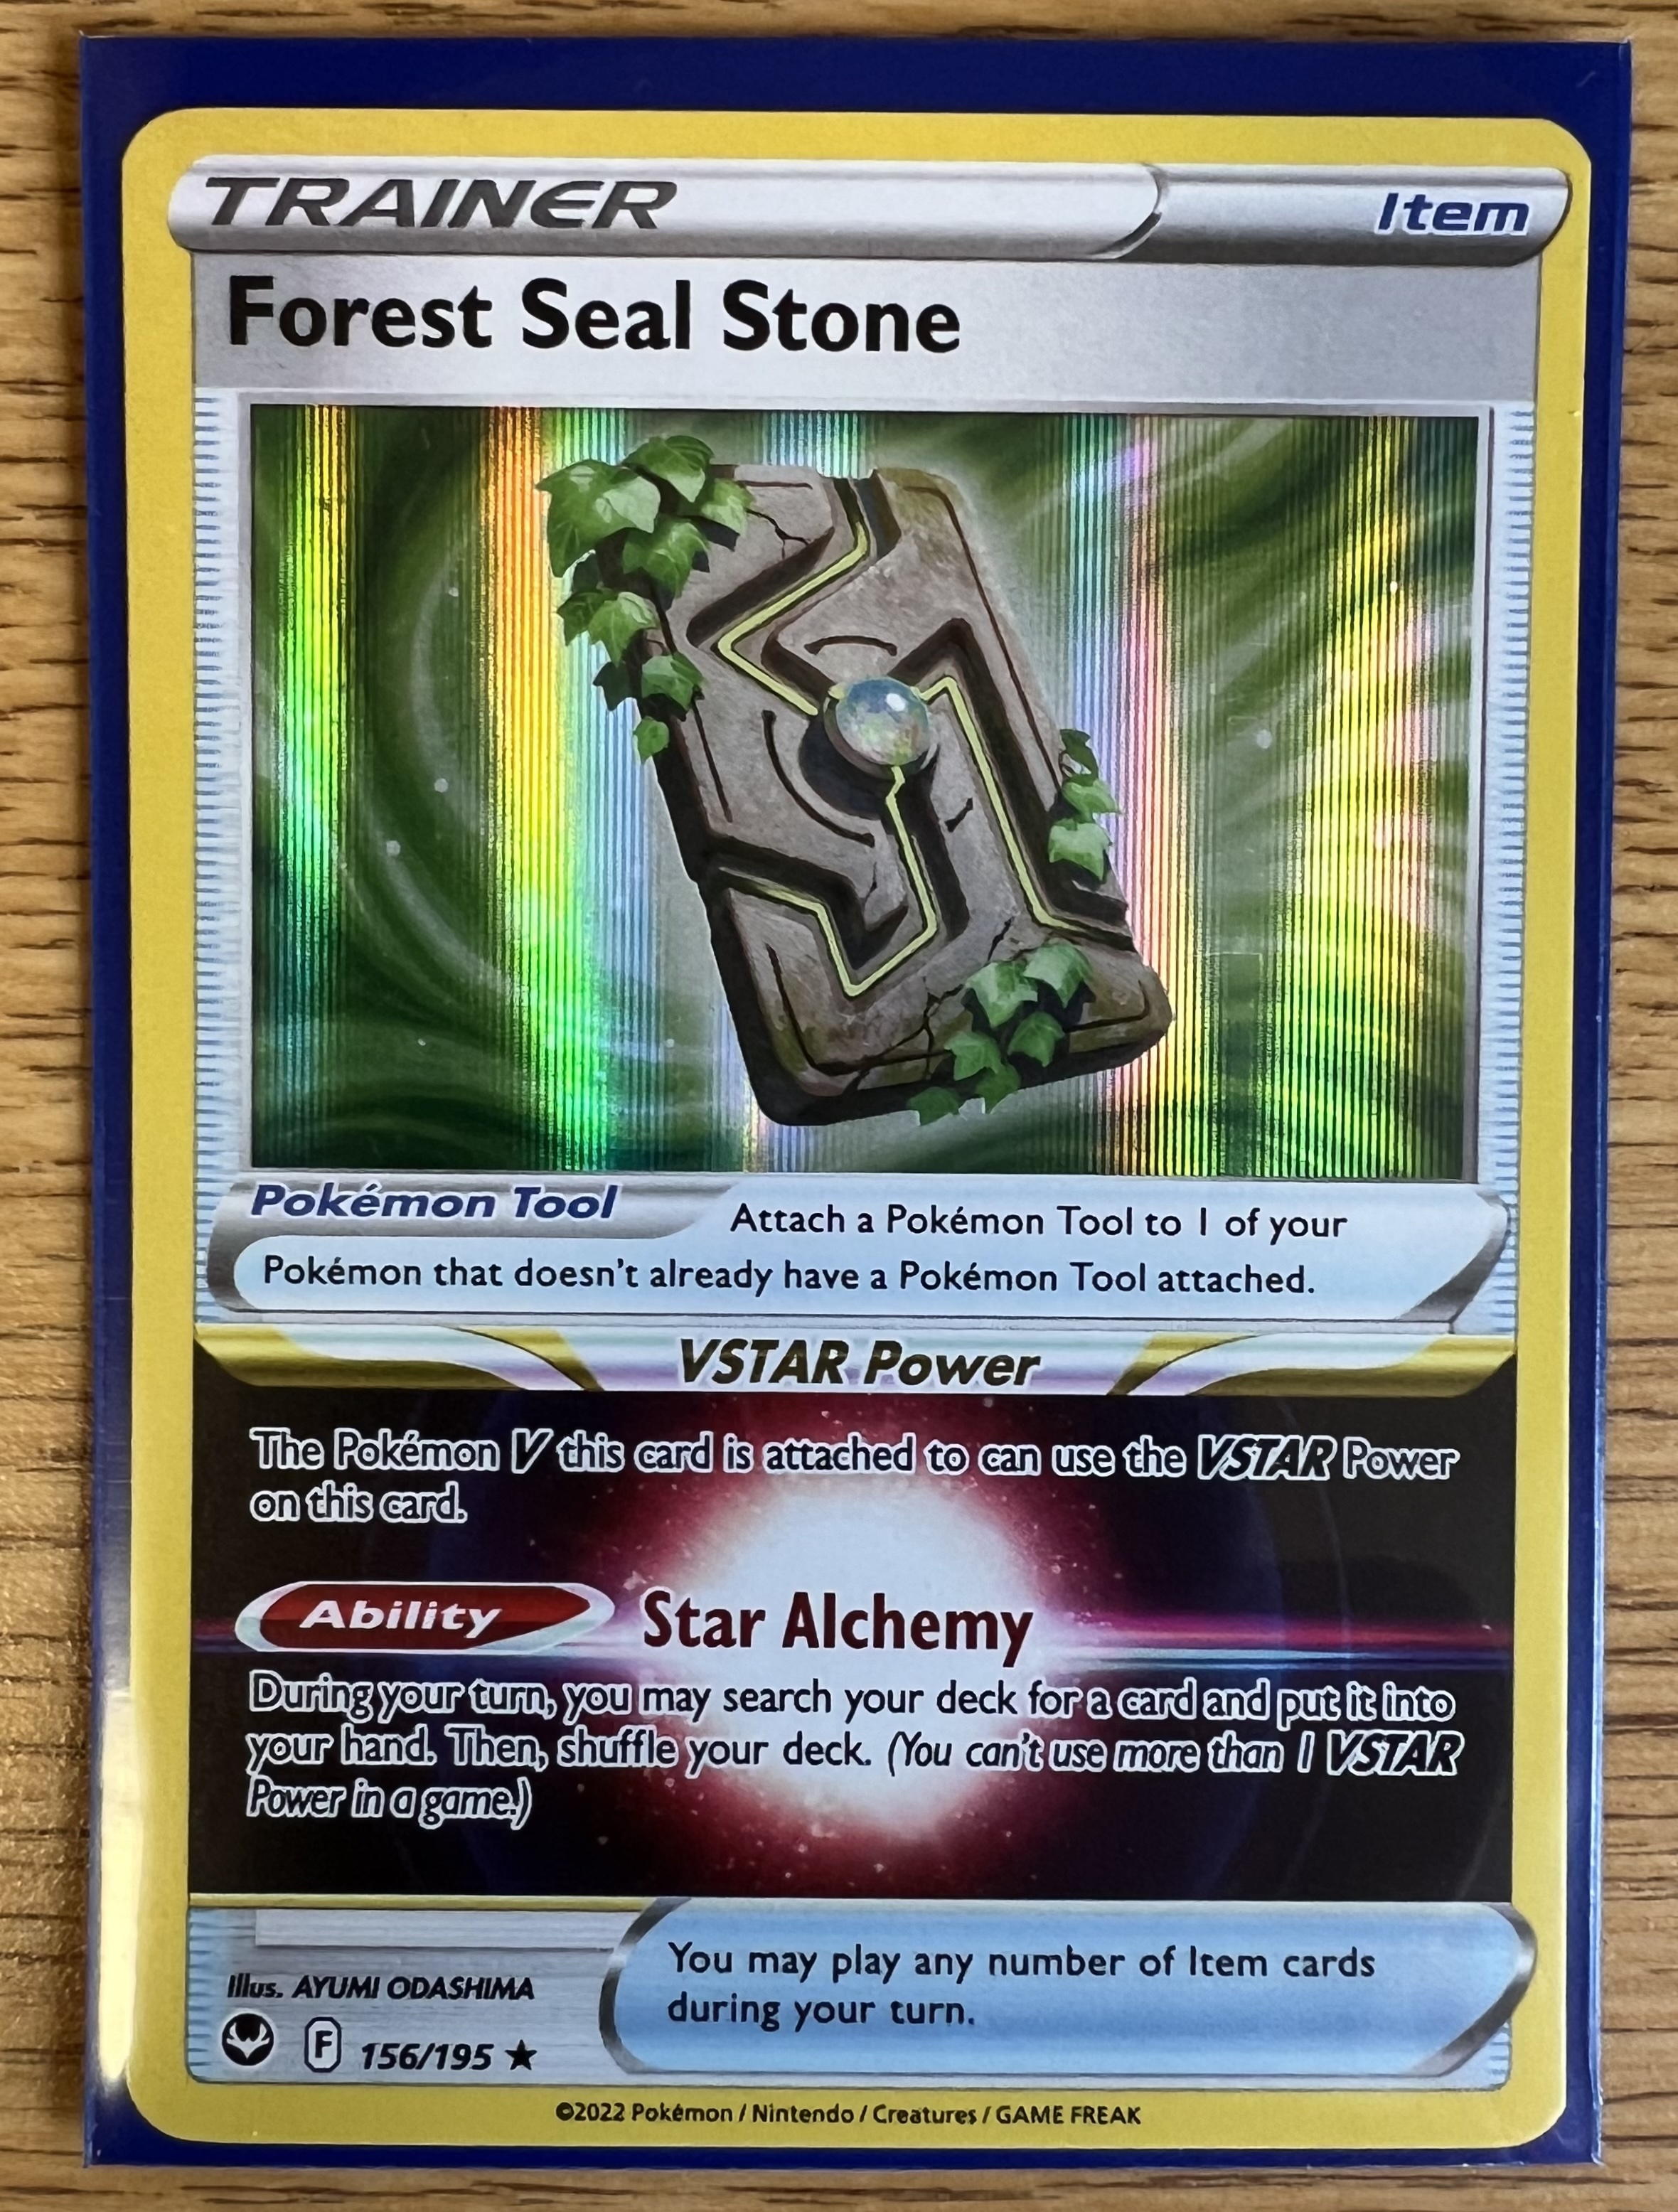 TRAINER Item
Forest Seal Stone
Pokémon Tool Attach a Pokémon Tool to 1 of your
Pokémon that doesn't already have a Pokémon Tool attached.
VSTAR Power
The Pokémon V this card is attached to can use the VSTAR Power
on this card.
Ability Star Alchemy
During your turn, you may search your deck for a card and put it into
your hand. Then, shuffle your deck. (You can't use more than 1 VSTAR
Power in a game.)
You may play any number of Item cards
during your turn.
Illus. AYUMI ODASHIMA
F 156/195 ★
©2022 Pokémon / Nintendo / Creatures / GAME FREAK